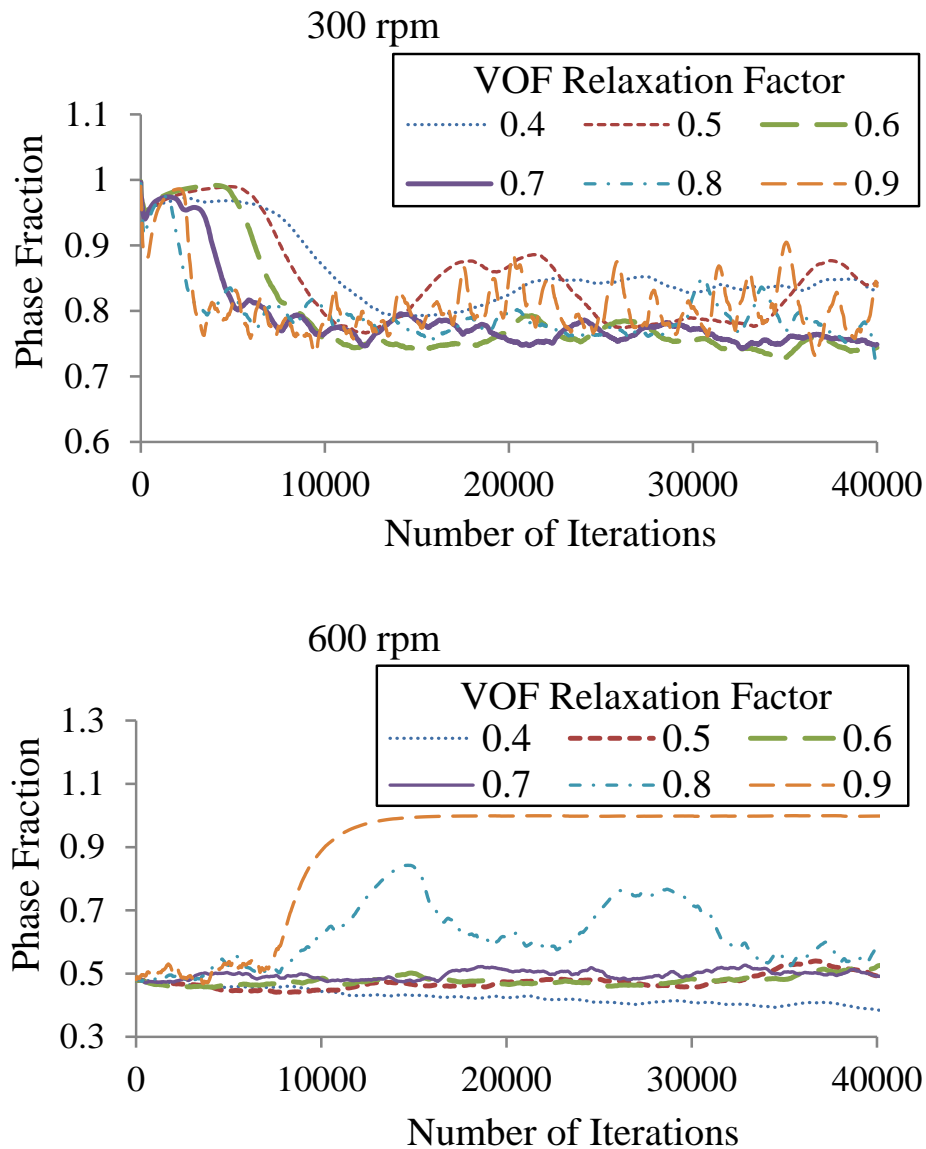 300 rpm
VOF Relaxation Factor
0.4 0.5 0.6
0.7 0.8 0.9
1.1
1
0.9
0.8
0.7
0.6
Phase Fraction
0 10000 20000 30000 40000
Number of Iterations
600 rpm
VOF Relaxation Factor
0.4 0.5 0.6
0.7 0.8 0.9
1.3
1.1
0.9
0.7
0.5
0.3
Phase Fraction
0 10000 20000 30000 40000
Number of Iterations